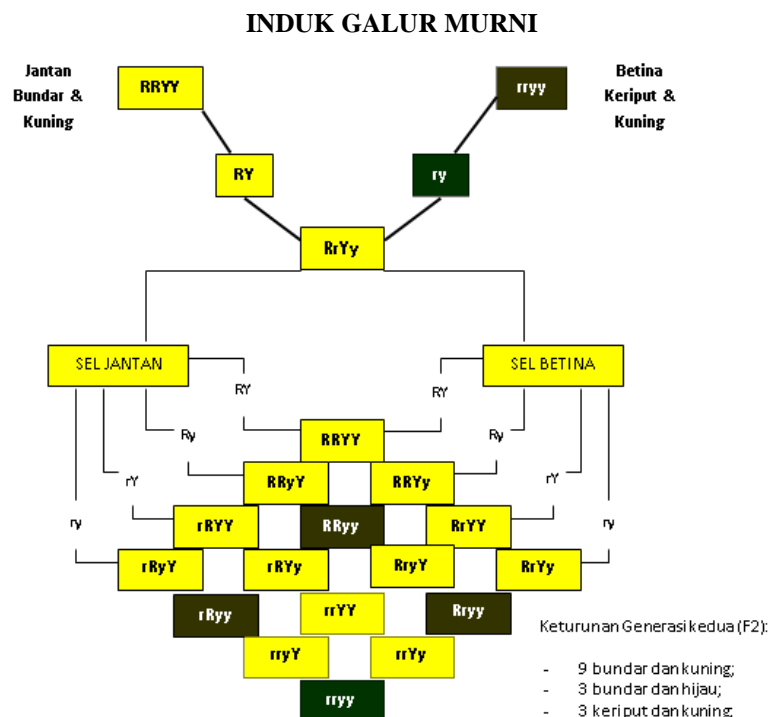 INDUK GALUR MURNI
Jantan
Bundar &
Kuning
RRYY
rryy
Betina
Keriput &
Kuning
RY
ry
RrYy
SEL JANTAN
SEL BETINA
RY
RY
RRYY
Ry
Ry
RRyY
RRYy
rY
rY
rRYY
RRyy
RrYY
ry
ry
rRyY
rRYy
RryY
RrYy
rRyy
rrYY
Rryy
rryY
rrYy
rryy
Keturunan Generasi kedua (F2):
- 9 bundar dan kuning;
- 3 bundar dan hijau;
- 3 keriput dan kuning